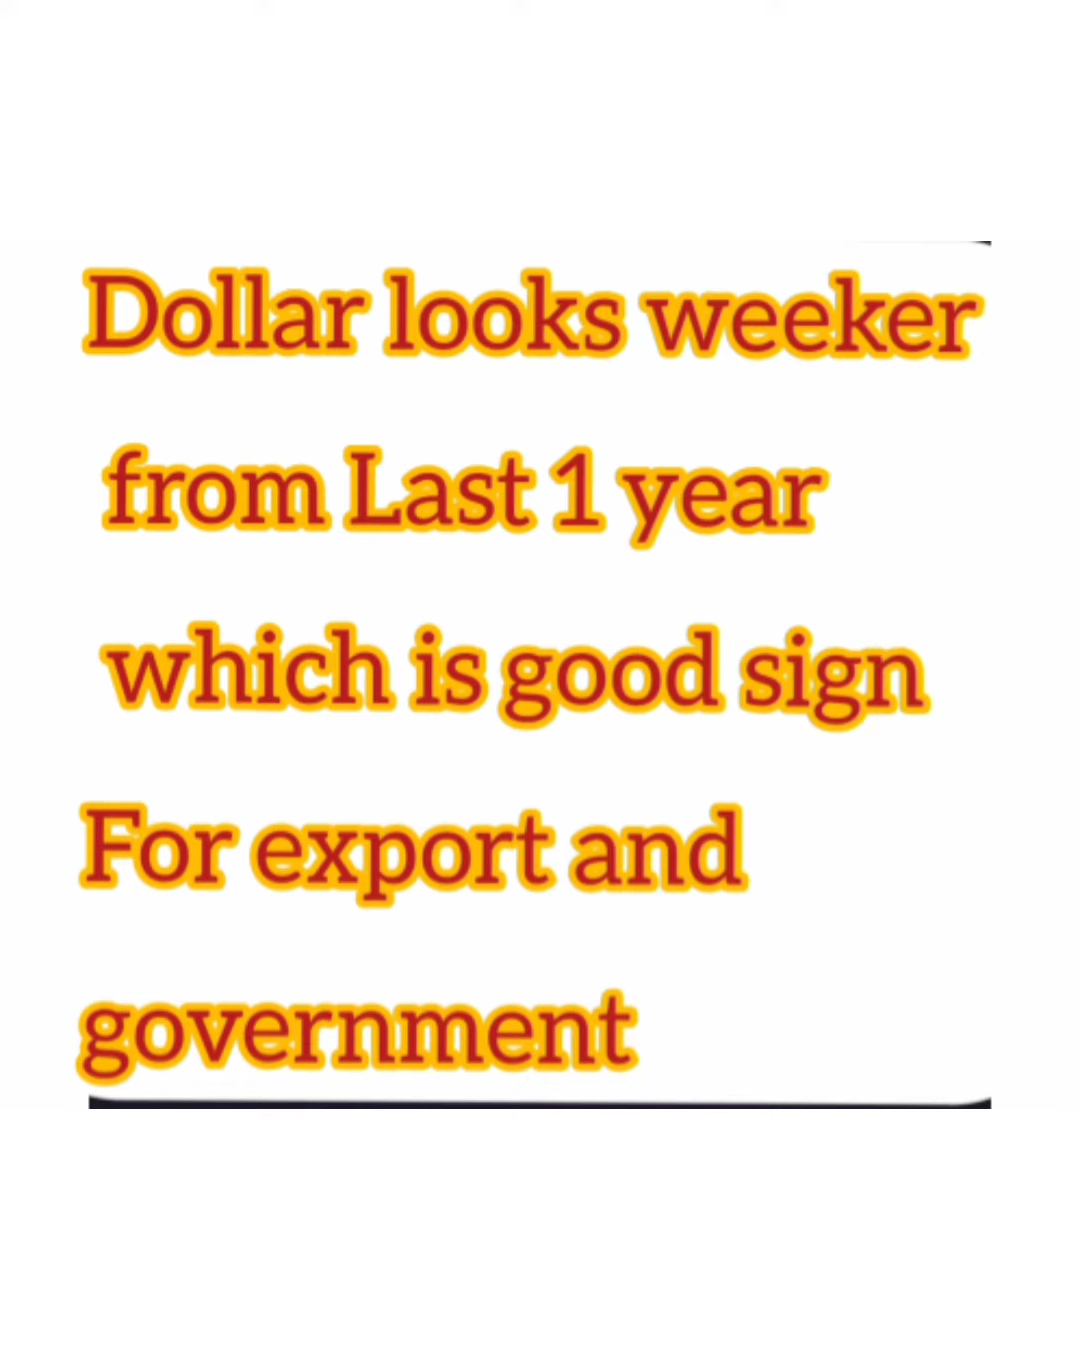 Dollar looks weeker
from Last 1 year
which is good sign
For export and
government